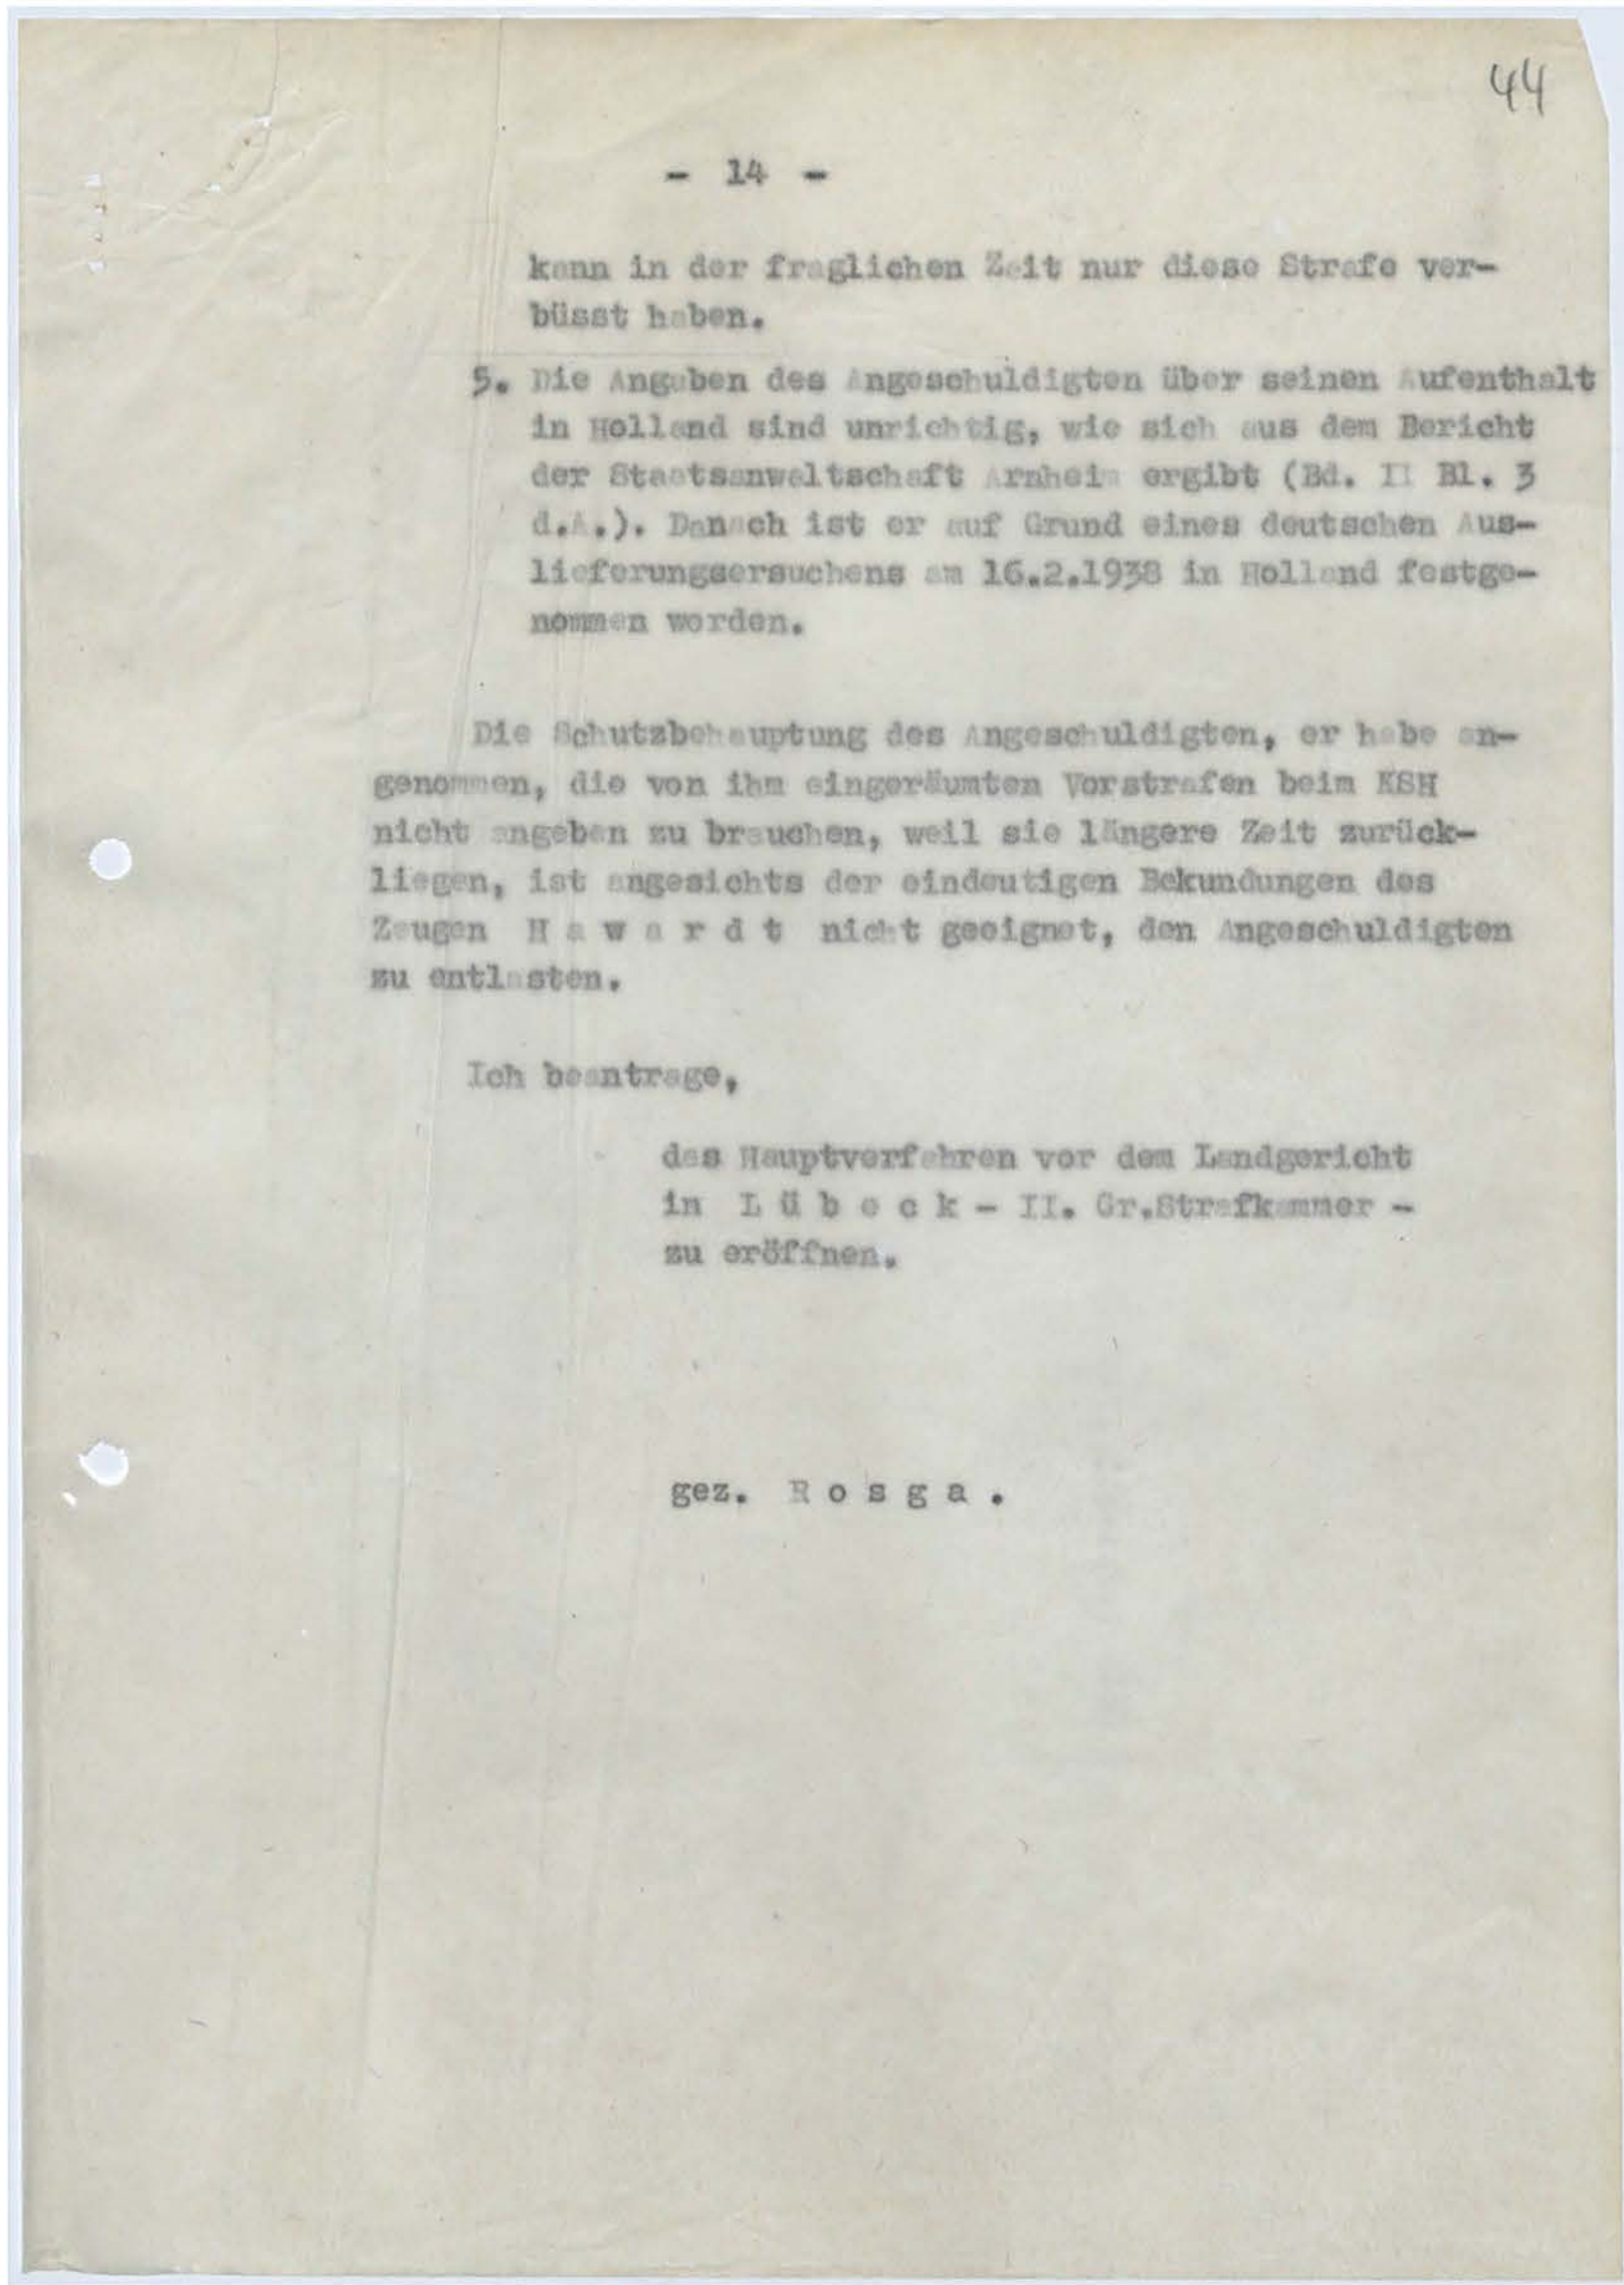 44
- 14 -
kann in der fraglichen Zeit nur diese Strafe ver-
büsst haben.
5. Die Angaben des Angeschuldigten über seinen Aufenthalt
in Holland sind unrichtig, wie sich aus dem Bericht
der Staatsanwaltschaft Arnheim ergibt (Bd. II Bl. 3
d.A.). Danach ist er auf Grund eines deutschen Aus-
lieferungsersuchens am 16.2.1938 in Holland festge-
nommen worden.
Die Schutzbehauptung des Angeschuldigten, er habe an-
genommen, die von ihm eingeräumten Vorstrafen beim KSH
nicht angeben zu brauchen, weil sie längere Zeit zurück-
liegen, ist angesichts der eindeutigen Bekundungen des
Zeugen H a w a r d t nicht geeignet, den Angeschuldigten
zu entlasten.
Ich beantrage,
das Hauptverfahren vor dem Landgericht
in L ü b e c k - II. Gr.Strafkammer -
zu eröffnen.
gez. R o s g a .